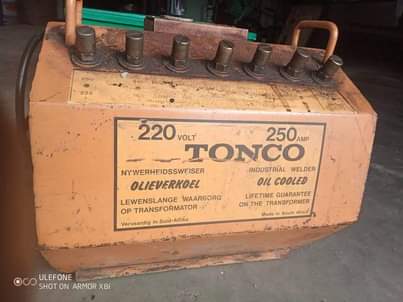 220 VOLT 250 AMP
TONCO
NYWERHEIDSSWEISER INDUSTRIAL WELDER
OLIEVERKOEL OIL COOLED
LEWENSLANGE WAARBORG LIFETIME GUARANTEE
OP TRANSFORMATOR ON THE TRANSFORMER
Vervaardig in Suid-Afrika Made in South Africa
ULEFONE
SHOT ON ARMOR X8I